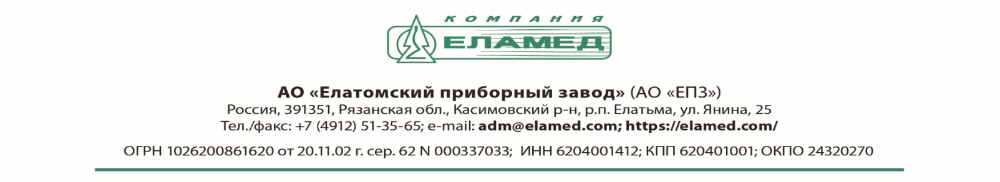 КОМПАНИЯ
ЕЛАМЕД
АО «Елатомский приборный завод» (АО «ЕПЗ»)
Россия, 391351, Рязанская обл., Касимовский р-н, р.п. Елатьма, ул. Янина, 25
Тел./факс: +7 (4912) 51-35-65; e-mail: adm@elamed.com; https://elamed.com/
ОГРН 1026200861620 от 20.11.02 г. сер. 62 N 000337033; ИНН 6204001412; КПП 620401001; ОКПО 24320270